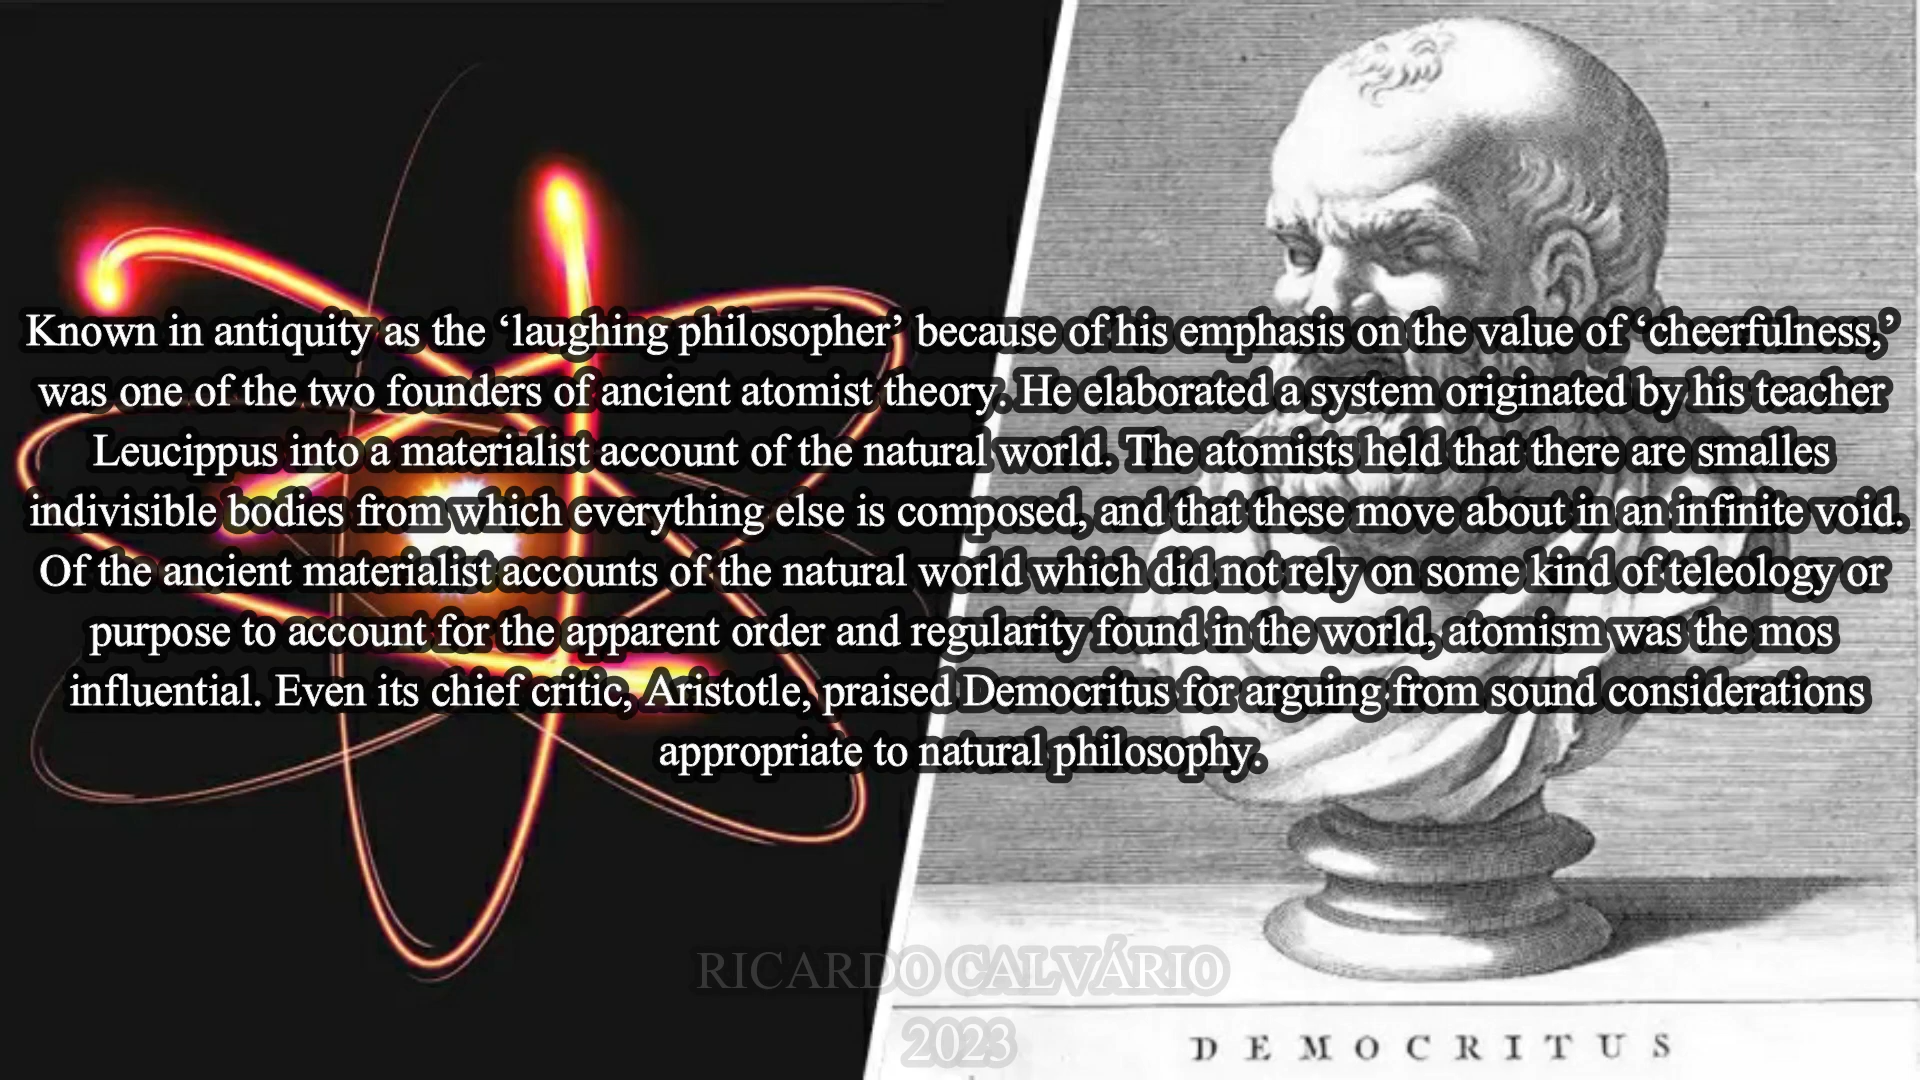 Known in antiquity as the ‘laughing philosopher’ because of his emphasis on the value of ‘cheerfulness,’
was one of the two founders of ancient atomist theory. He elaborated a system originated by his teacher
Leucippus into a materialist account of the natural world. The atomists held that there are smalles
indivisible bodies from which everything else is composed, and that these move about in an infinite void.
Of the ancient materialist accounts of the natural world which did not rely on some kind of teleology or
purpose to account for the apparent order and regularity found in the world, atomism was the mos
influential. Even its chief critic, Aristotle, praised Democritus for arguing from sound considerations
appropriate to natural philosophy.
RICARDO CALVÁRIO
2023
DEMOCRITUS